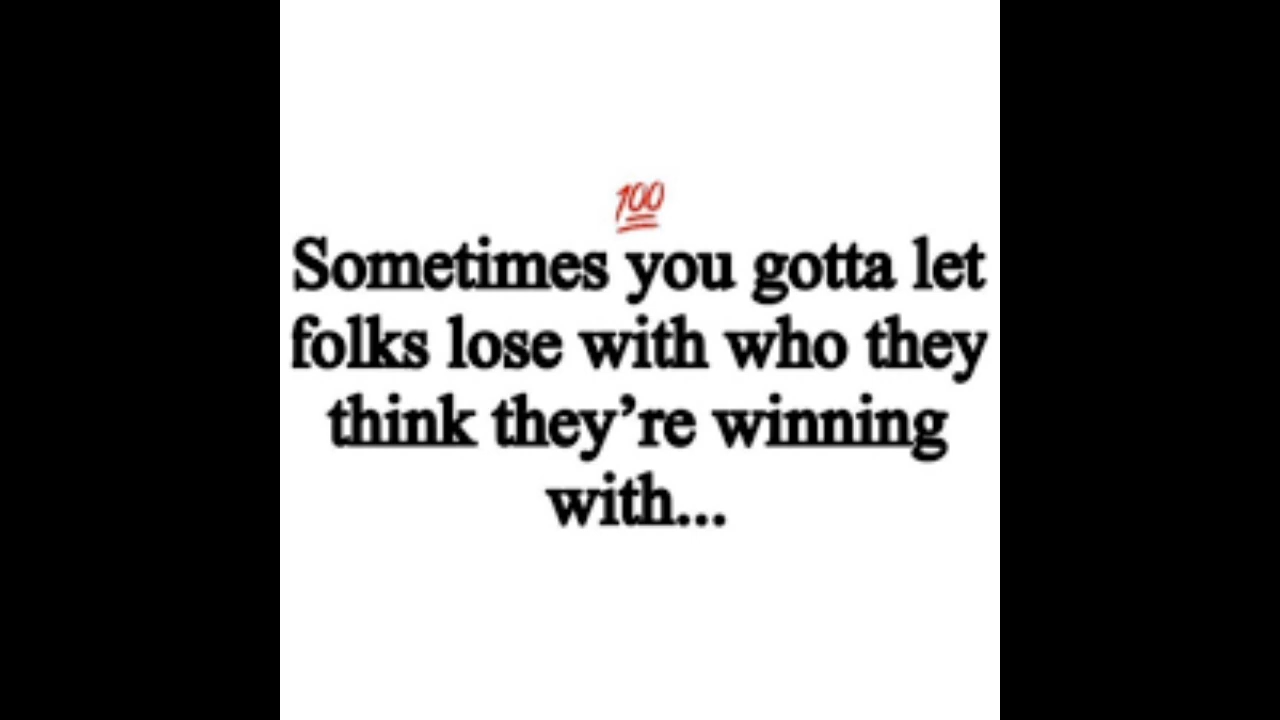 💯
Sometimes you gotta let
folks lose with who they
think they’re winning
with...